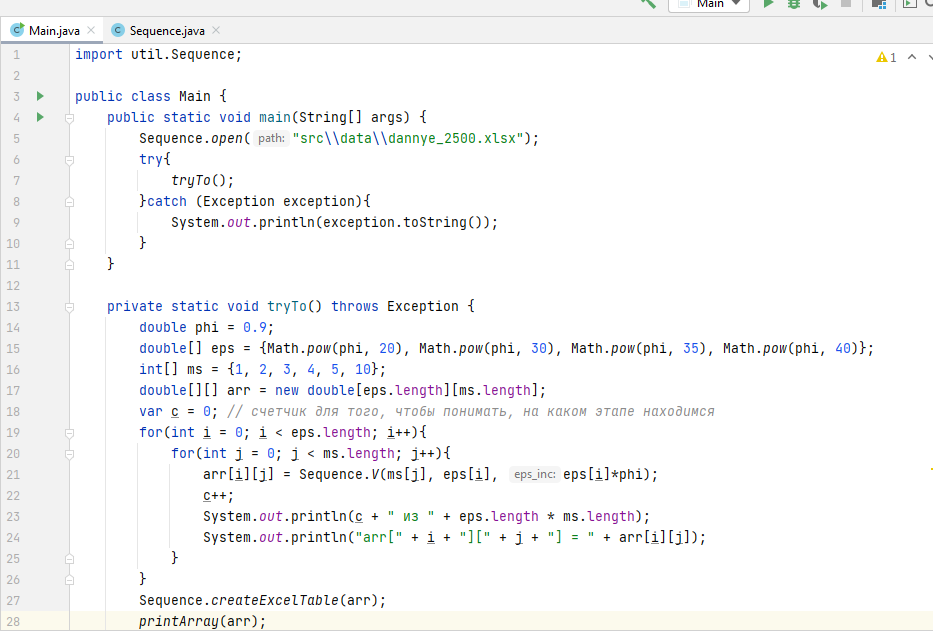 Main
Main.java
Sequence.java
1 import util.Sequence;
1
2
3 public class Main {
4 public static void main(String[] args) {
5 Sequence.open( path: "src\\data\\dannye_2500.xlsx");
6 try{
7 tryTo();
8 }catch (Exception exception){
9 System.out.println(exception.toString());
10 }
11 }
12
13 private static void tryTo() throws Exception {
14 double phi = 0.9;
15 double[] eps = {Math.pow(phi, 20), Math.pow(phi, 30), Math.pow(phi, 35), Math.pow(phi, 40)};
16 int[] ms = {1, 2, 3, 4, 5, 10};
17 double[][] arr = new double[eps.length][ms.length];
18 var c = 0; // счетчик для того, чтобы понимать, на каком этапе находимся
19 for(int i = 0; i < eps.length; i++){
20 for(int j = 0; j < ms.length; j++){
21 arr[i][j] = Sequence.V(ms[j], eps[i], eps_inc: eps[i]*phi);
22 c++;
23 System.out.println(c + " из " + eps.length * ms.length);
24 System.out.println("arr[" + i + "][" + j + "] = " + arr[i][j]);
25 }
26 }
27 Sequence.createExcelTable(arr);
28 printArray(arr);